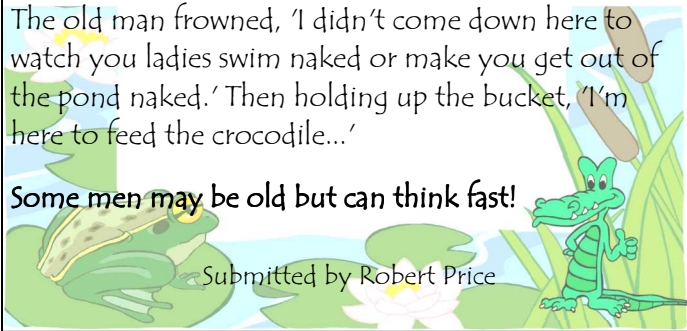 The old man frowned, 'I didn't come down here to
watch you ladies swim naked or make you get out of
the pond naked.' Then holding up the bucket, 'I'm
here to feed the crocodile...'
Some men may be old but can think fast!
Submitted by Robert Price